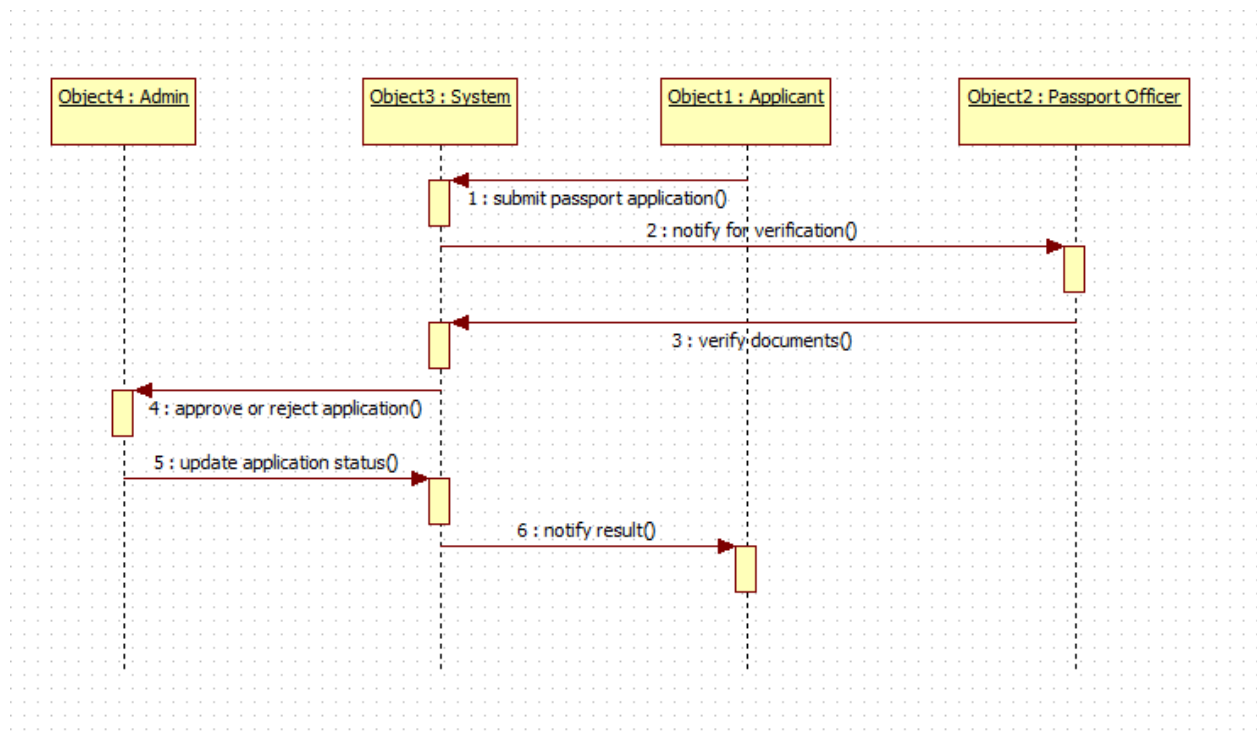 Object4 : Admin
Object3 : System
Object1 : Applicant
Object2 : Passport Officer
1 : submit passport application()
2 : notify for verification()
3 : verify documents()
4 : approve or reject application()
5 : update application status()
6 : notify result()